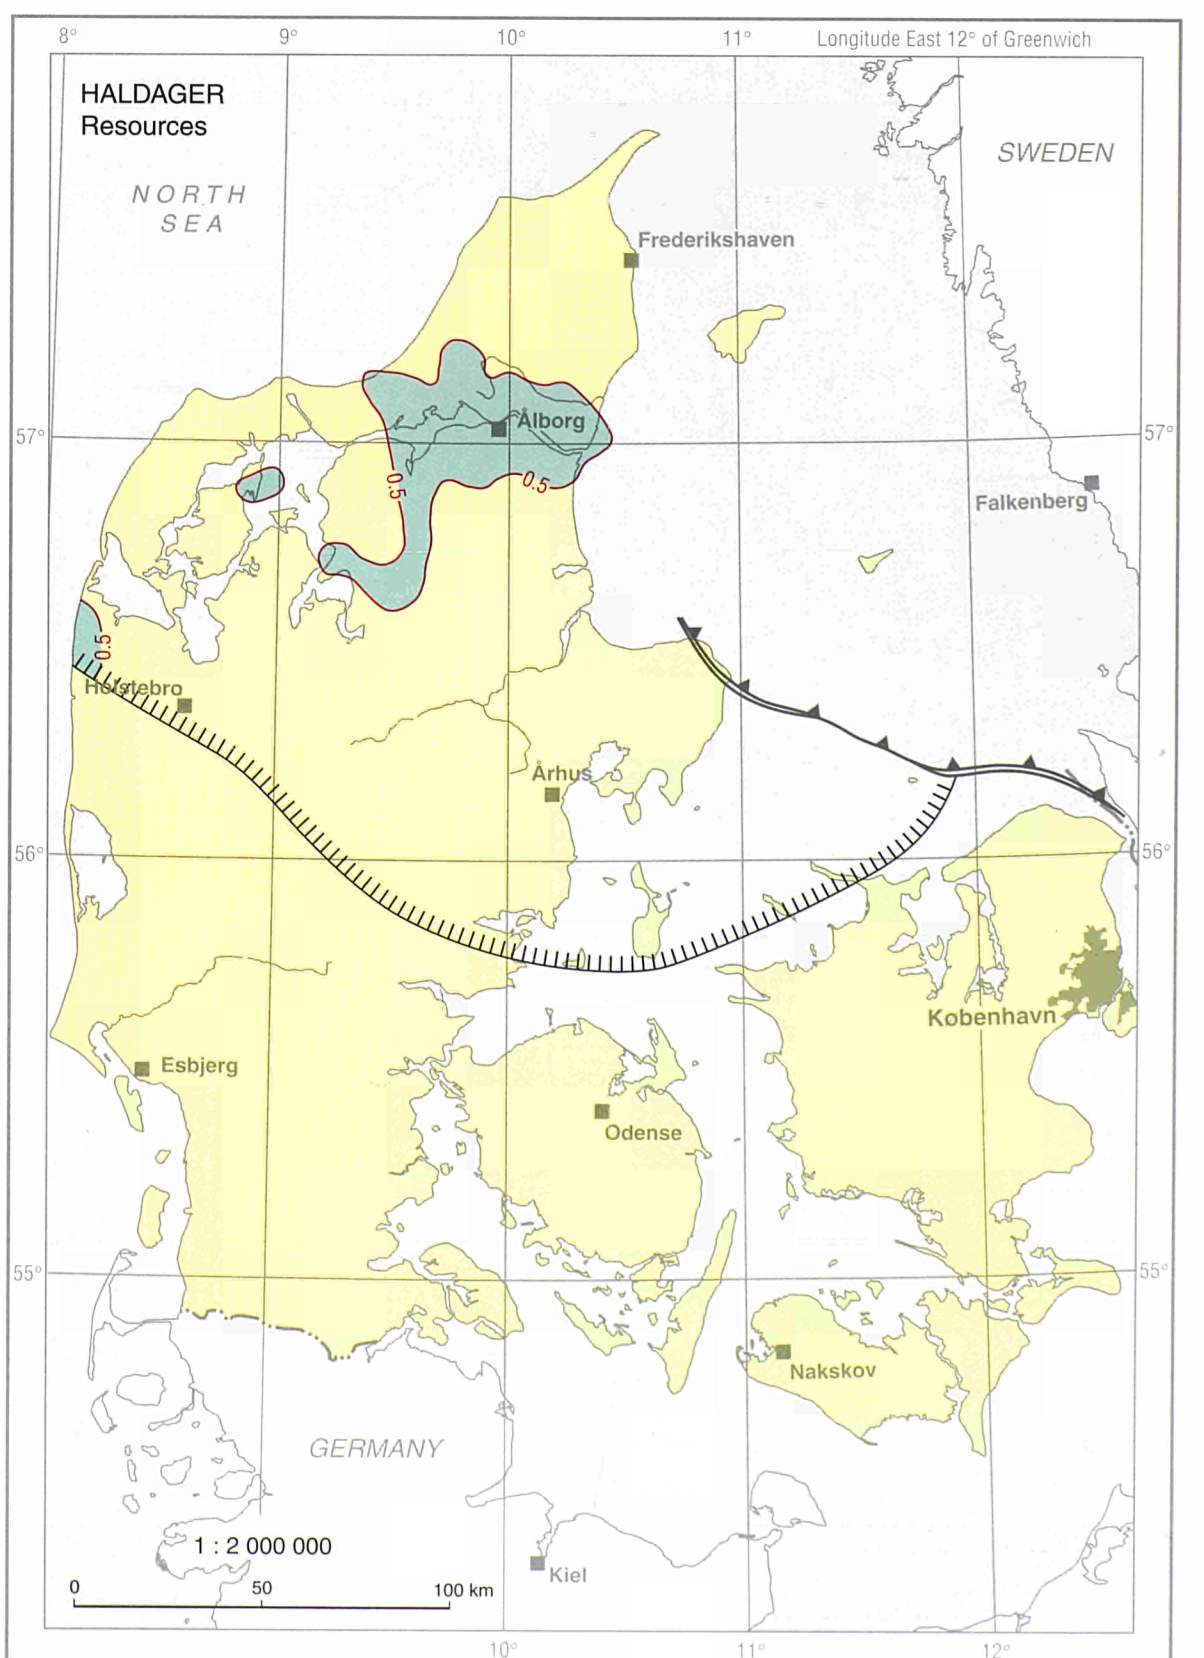 8° 9° 10° 11° Longitude East 12° of Greenwich
HALDAGER
Resources
SWEDEN
NORTH
SEA
Frederikshaven
Ålborg
57° 57°
0.5 0.5
Falkenberg
0.5
Holstebro
Århus
56° 56°
København
Esbjerg
Odense
55° 55°
Nakskov
GERMANY
1 : 2 000 000
Kiel
0 50 100 km
10° 11° 12°